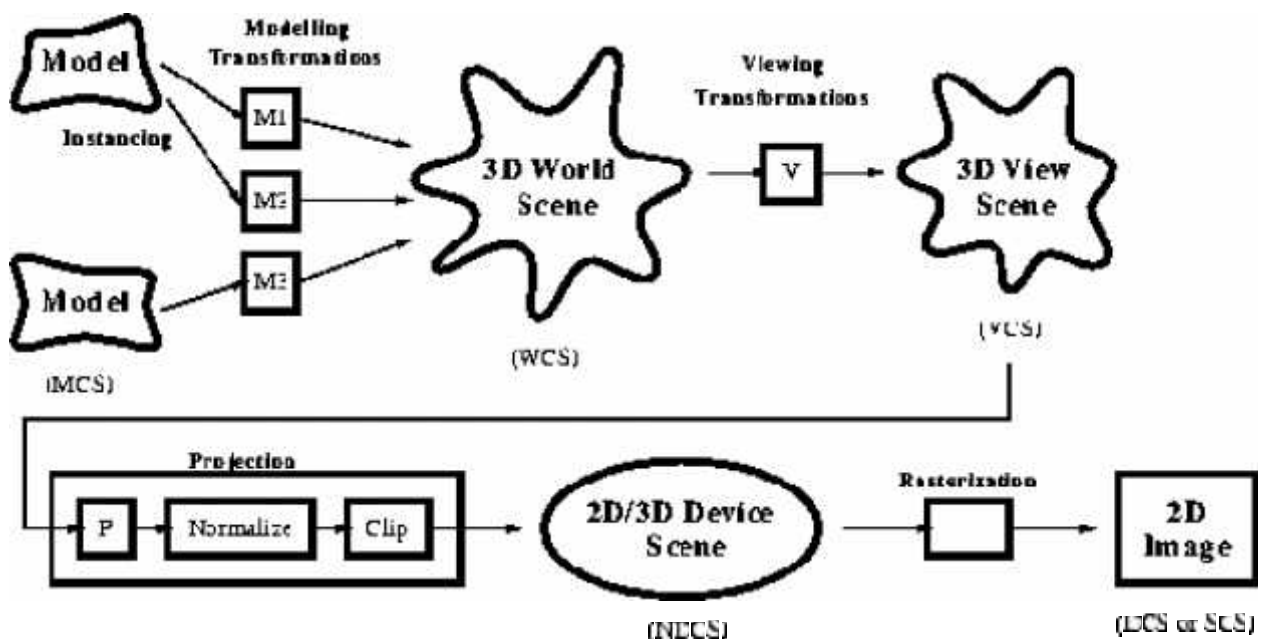 Model
Modelling
Transformations
M1
Instancing
M2
Model
M3
(MCS)
3D World
Scene
(WCS)
Viewing
Transformations
V
3D View
Scene
(VCS)
Projection
P
Normalize
Clip
2D/3D Device
Scene
(NDCS)
Rasterization
2D
Image
(DCS or SCS)